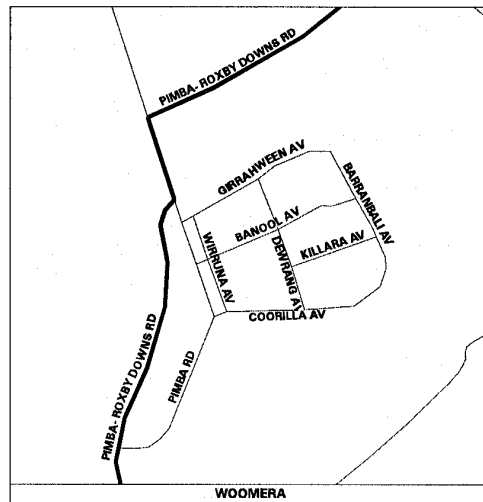 PIMBA- ROXBY DOWNS RD
GIRRAHWEEN AV
BARRANBALI AV
BANOOL AV
WIRRUNA AV
DEWRANG AV
KILLARA AV
COORILLA AV
PIMBA- ROXBY DOWNS RD
PIMBA RD
WOOMERA